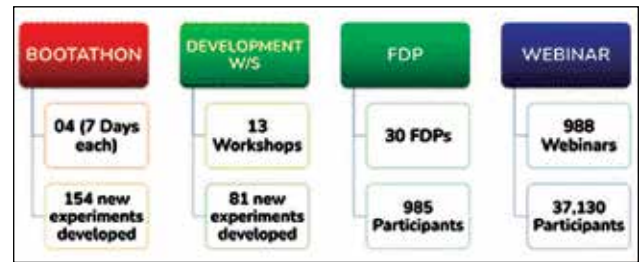 BOOTATHON
04 (7 Days
each)
154 new
experiments
developed
DEVELOPMENT
W/S
13
Workshops
81 new
experiments
developed
FDP
30 FDPs
985
Participants
WEBINAR
988
Webinars
37,130
Participants